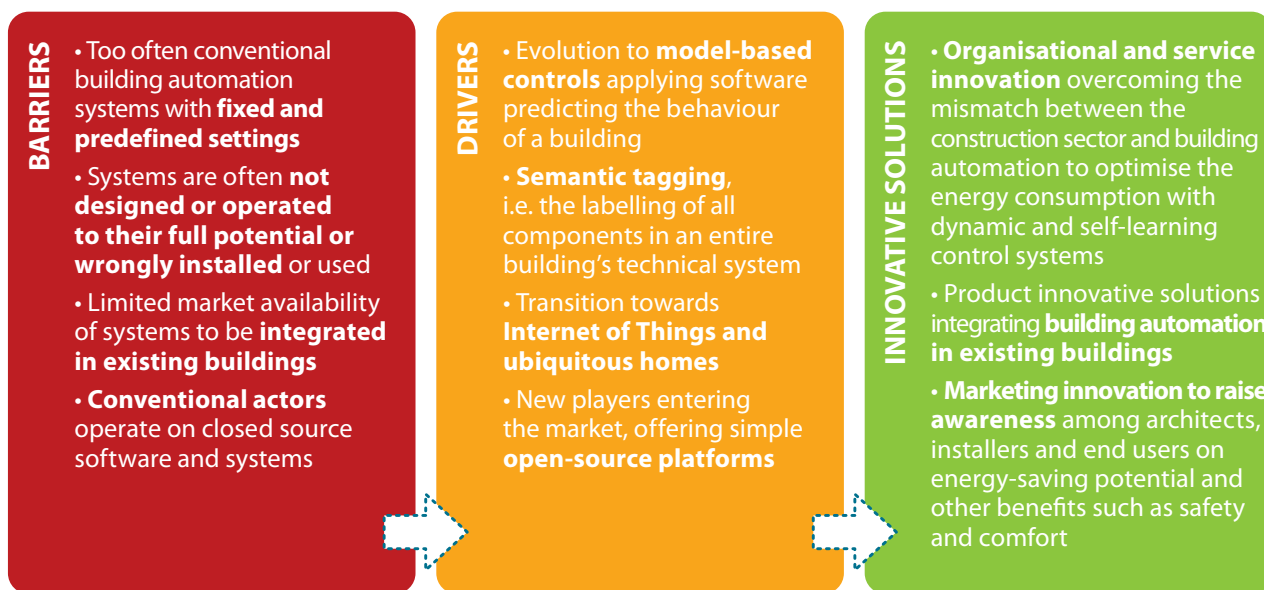 BARRIERS
• Too often conventional
building automation
systems with fixed and
predefined settings
• Systems are often not
designed or operated
to their full potential or
wrongly installed or used
• Limited market availability
of systems to be integrated
in existing buildings
• Conventional actors
operate on closed source
software and systems
DRIVERS
• Evolution to model-based
controls applying software
predicting the behaviour
of a building
• Semantic tagging,
i.e. the labelling of all
components in an entire
building’s technical system
• Transition towards
Internet of Things and
ubiquitous homes
• New players entering
the market, offering simple
open-source platforms
INNOVATIVE SOLUTIONS
• Organisational and service
innovation overcoming the
mismatch between the
construction sector and building
automation to optimise the
energy consumption with
dynamic and self-learning
control systems
• Product innovative solutions
integrating building automation
in existing buildings
• Marketing innovation to raise
awareness among architects,
installers and end users on
energy-saving potential and
other benefits such as safety
and comfort